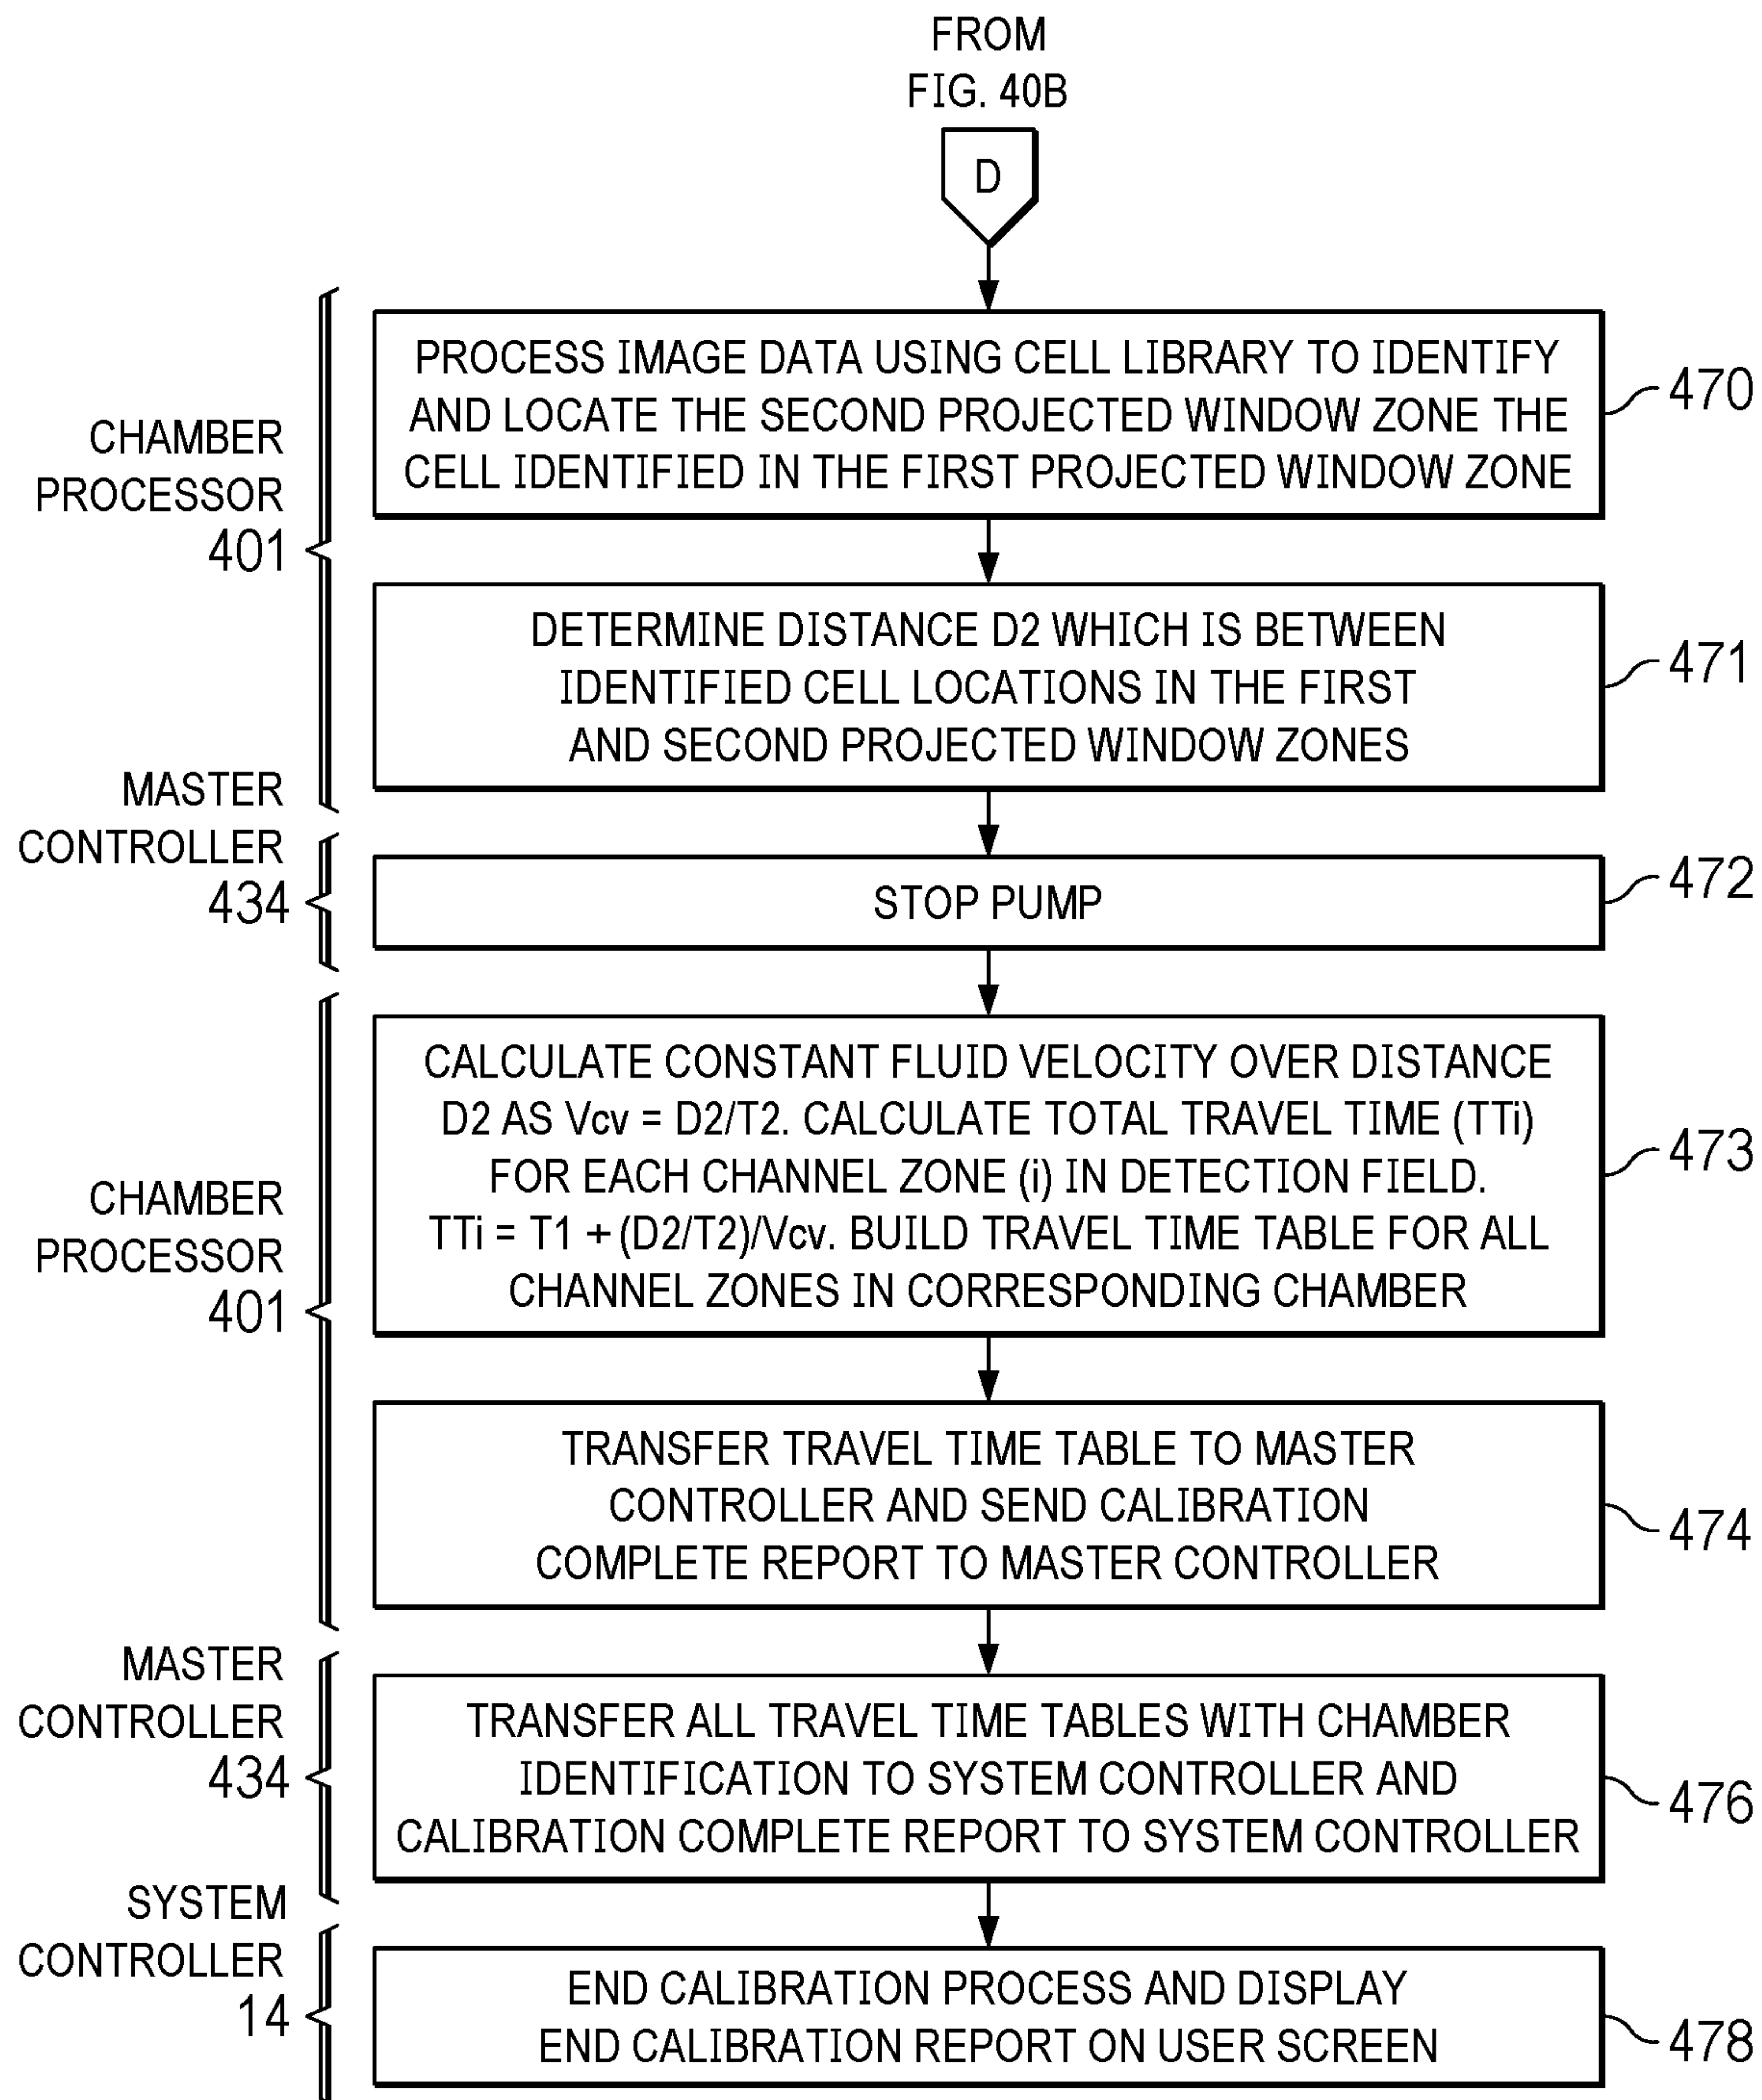 FROM
FIG. 40B
D
CHAMBER
PROCESSOR
401
PROCESS IMAGE DATA USING CELL LIBRARY TO IDENTIFY
AND LOCATE THE SECOND PROJECTED WINDOW ZONE THE
CELL IDENTIFIED IN THE FIRST PROJECTED WINDOW ZONE
470
DETERMINE DISTANCE D2 WHICH IS BETWEEN
IDENTIFIED CELL LOCATIONS IN THE FIRST
AND SECOND PROJECTED WINDOW ZONES
471
MASTER
CONTROLLER
434
STOP PUMP
472
CHAMBER
PROCESSOR
401
CALCULATE CONSTANT FLUID VELOCITY OVER DISTANCE
D2 AS Vcv = D2/T2. CALCULATE TOTAL TRAVEL TIME (TTi)
FOR EACH CHANNEL ZONE (i) IN DETECTION FIELD.
TTi = T1 + (D2/T2)/Vcv. BUILD TRAVEL TIME TABLE FOR ALL
CHANNEL ZONES IN CORRESPONDING CHAMBER
473
TRANSFER TRAVEL TIME TABLE TO MASTER
CONTROLLER AND SEND CALIBRATION
COMPLETE REPORT TO MASTER CONTROLLER
474
MASTER
CONTROLLER
434
TRANSFER ALL TRAVEL TIME TABLES WITH CHAMBER
IDENTIFICATION TO SYSTEM CONTROLLER AND
CALIBRATION COMPLETE REPORT TO SYSTEM CONTROLLER
476
SYSTEM
CONTROLLER
14
END CALIBRATION PROCESS AND DISPLAY
END CALIBRATION REPORT ON USER SCREEN
478